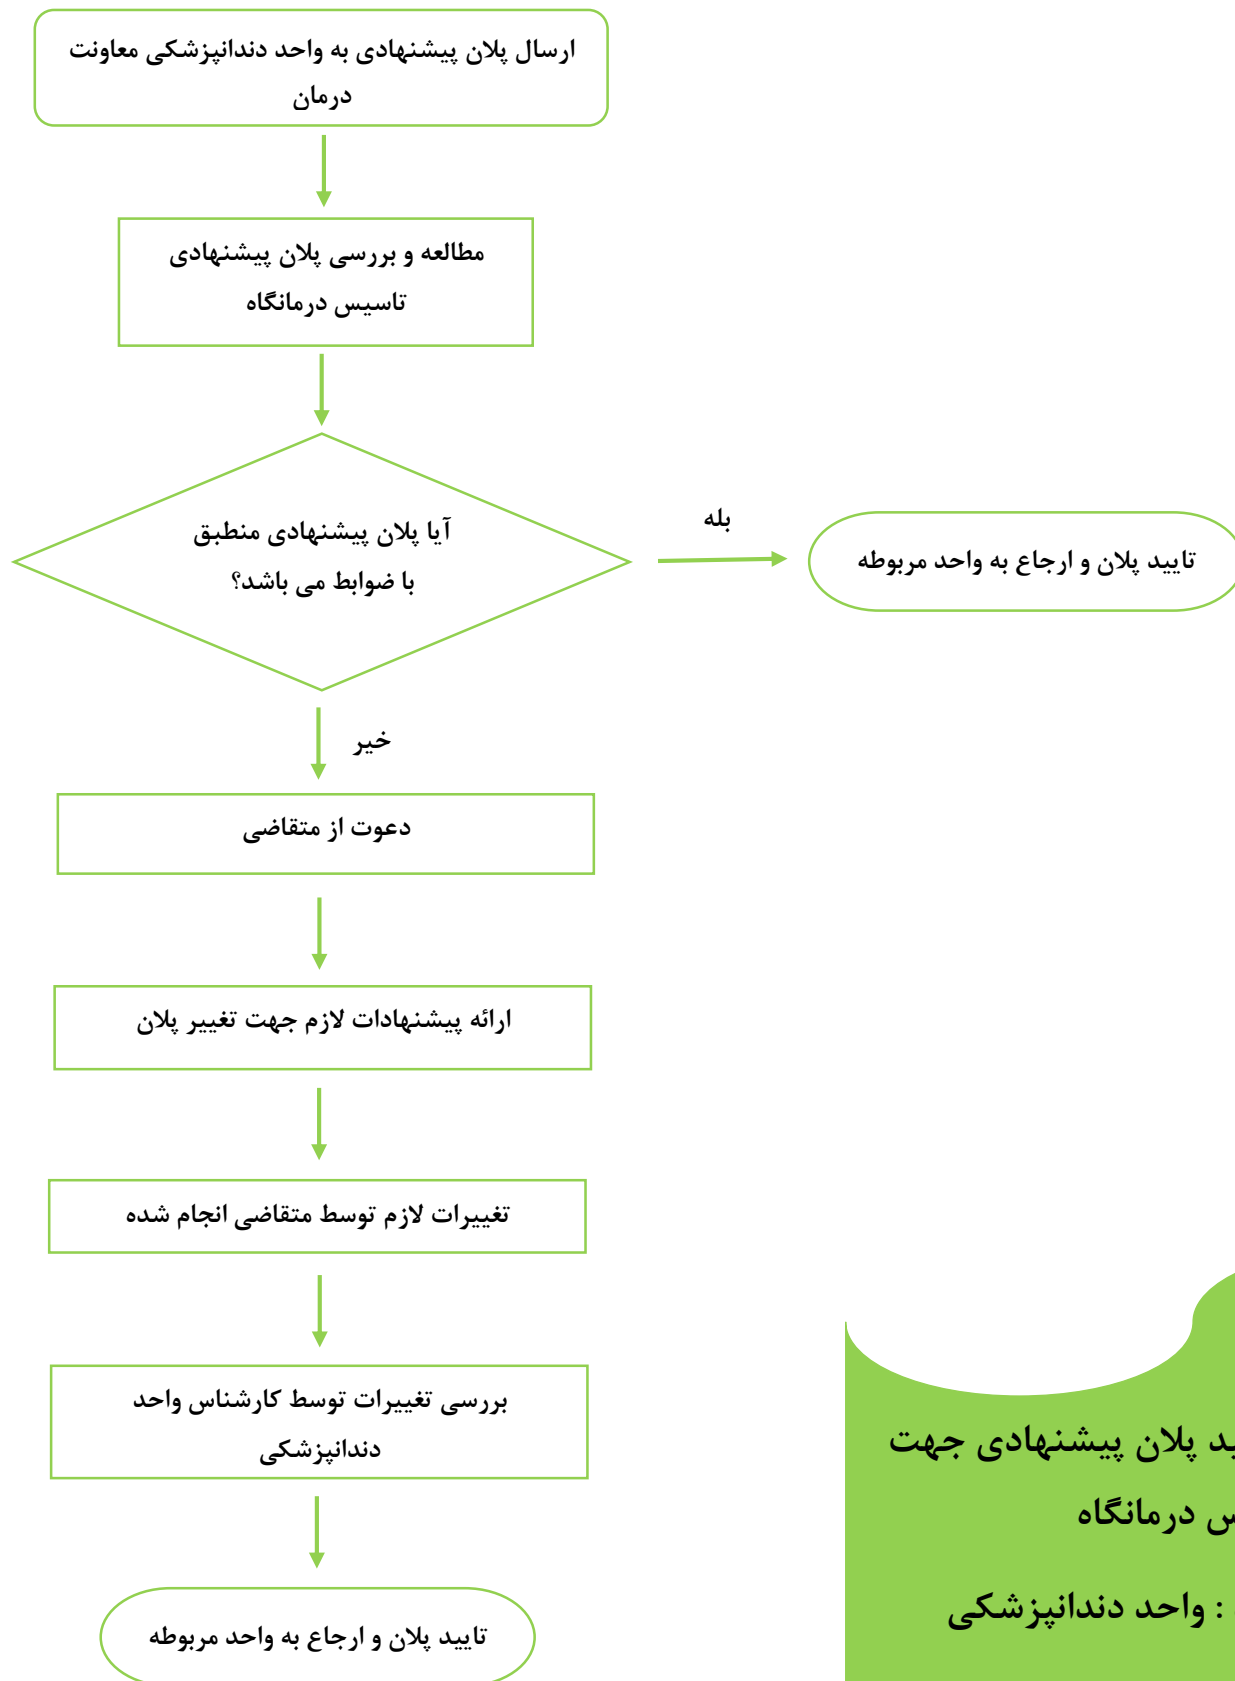 ارسال پلان پیشنهادی به واحد دندانپزشکی معاونت
درمان
مطالعه و بررسی پلان پیشنهادی
تاسیس درمانگاه
آیا پلان پیشنهادی منطبق
با ضوابط می باشد؟
بله
تایید پلان و ارجاع به واحد مربوطه
خیر
دعوت از متقاضی
ارائه پیشنهادات لازم جهت تغییر پلان
تغییرات لازم توسط متقاضی انجام شده
بررسی تغییرات توسط کارشناس واحد
دندانپزشکی
تایید پلان و ارجاع به واحد مربوطه
پلان پیشنهادی جهت
درمانگاه
: واحد دندانپزشکی